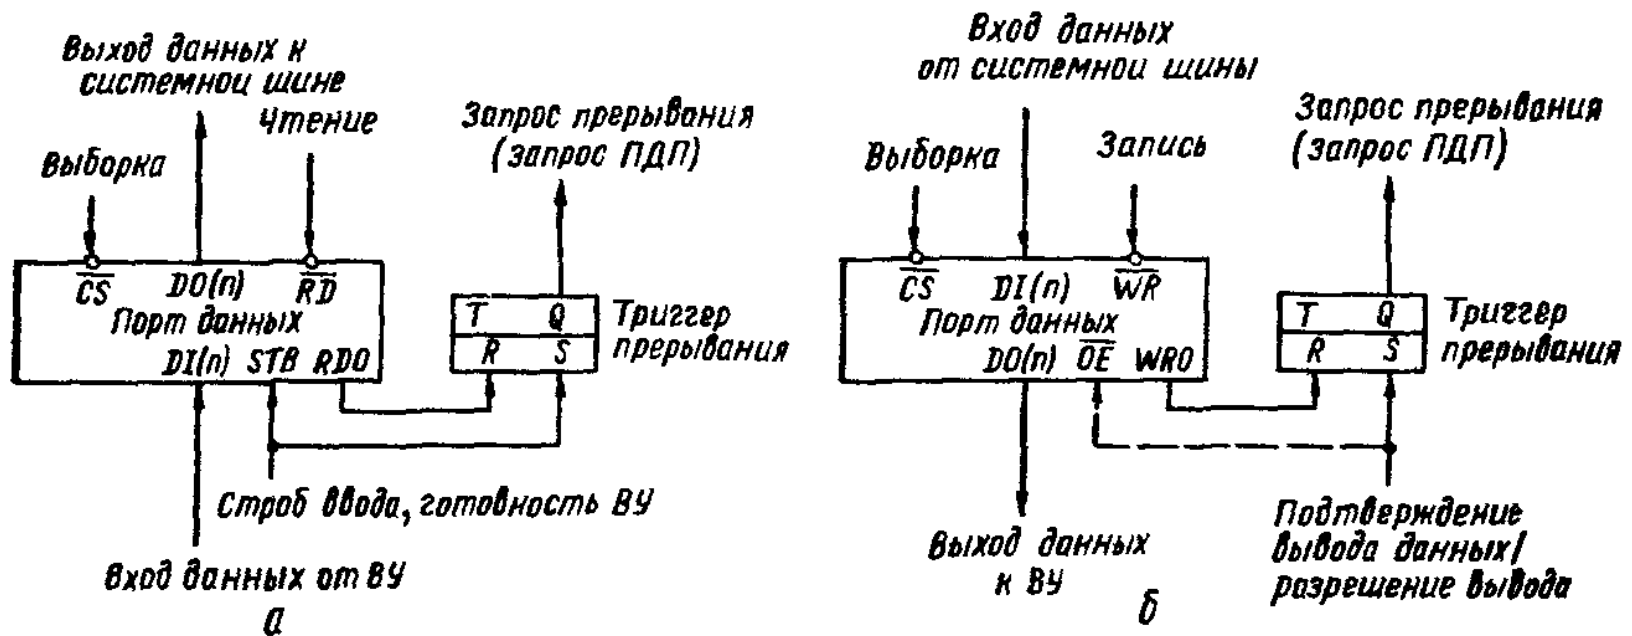 Выход данных к
системной шине
Чтение
Выборка
Запрос прерывания
(запрос ПДП)
CS DO(n) RD
Порт данных
DI(n) STB RDO
T Q
R S
Триггер
прерывания
Строб ввода, готовность ВУ
Вход данных от ВУ
а
Вход данных
от системной шины
Выборка
Запись
Запрос прерывания
(запрос ПДП)
CS DI(n) WR
Порт данных
DO(n) OE WRO
T Q
R S
Триггер
прерывания
Выход данных
к ВУ
Подтверждение
вывода данных/
разрешение вывода
б